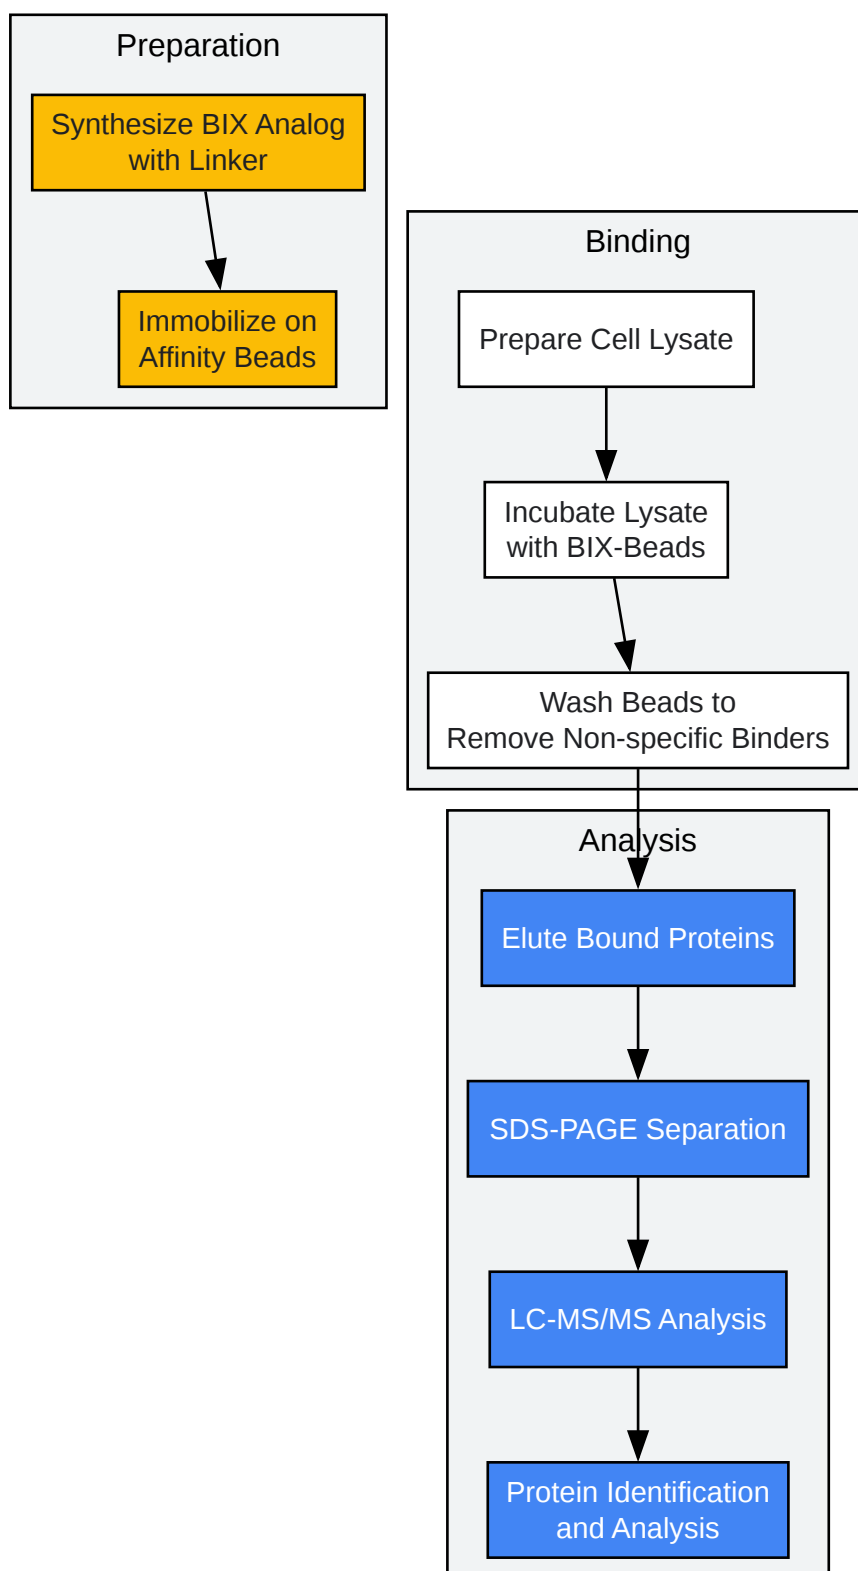 Preparation
Synthesize BIX Analog
with Linker
Immobilize on
Affinity Beads
Binding
Prepare Cell Lysate
Incubate Lysate
with BIX-Beads
Wash Beads to
Remove Non-specific Binders
Analysis
Elute Bound Proteins
SDS-PAGE Separation
LC-MS/MS Analysis
Protein Identification
and Analysis